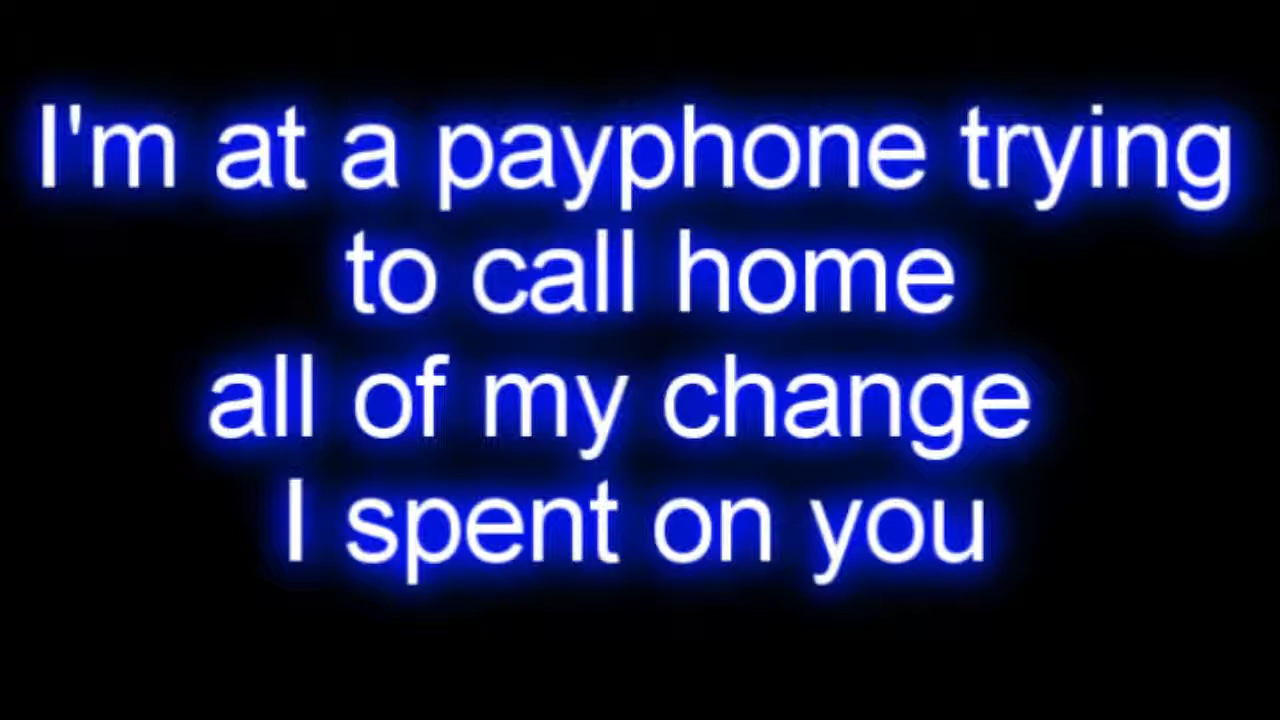 I'm at a payphone trying
to call home
all of my change
I spent on you